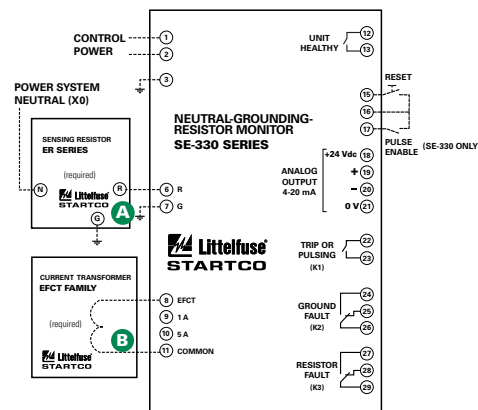 CONTROL
POWER
1
2
3
POWER SYSTEM
NEUTRAL (X0)
SENSING RESISTOR
ER SERIES
(required)
N
R
Littelfuse®
STARTCO
G
A
6 R
7 G
CURRENT TRANSFORMER
EFCT FAMILY
(required)
B
Littelfuse®
STARTCO
8 EFCT
9 1 A
10 5 A
11 COMMON
NEUTRAL-GROUNDING-
RESISTOR MONITOR
SE-330 SERIES
Littelfuse®
STARTCO
UNIT
HEALTHY
12
13
RESET
15
16
17
PULSE
ENABLE
(SE-330 ONLY
ANALOG
OUTPUT
4-20 mA
+24 Vdc 18
+ 19
– 20
0 V 21
TRIP OR
PULSING
(K1)
22
23
GROUND
FAULT
(K2)
24
25
26
RESISTOR
FAULT
(K3)
27
28
29